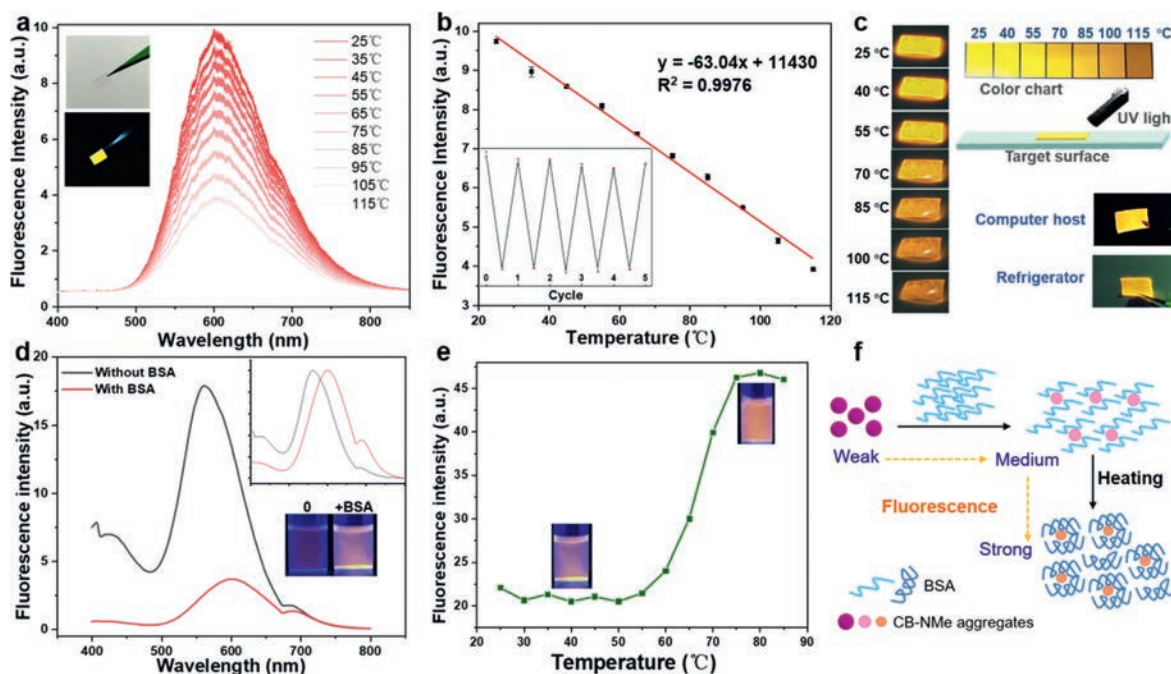 a
Fluorescence Intensity (a.u.)
10
8
6
4
2
0
25℃
35℃
45℃
55℃
65℃
75℃
85℃
95℃
105℃
115℃
400 500 600 700 800
Wavelength (nm)
b
Fluorescence Intensity (a.u.)
10
9
8
7
6
5
4
3
y = -63.04x + 11430
R² = 0.9976
0 1 2 3 4 5
Cycle
20 40 60 80 100 120
Temperature (℃)
c
25 °C
40 °C
55 °C
70 °C
85 °C
100 °C
115 °C
25 40 55 70 85 100 115 °C
Color chart
UV light
Target surface
Computer host
Refrigerator
d
Fluorescence intensity (a.u.)
20
15
10
5
0
Without BSA
With BSA
0 +BSA
400 500 600 700 800
Wavelength (nm)
e
Fluorescence intensity (a.u.)
45
40
35
30
25
20
20 30 40 50 60 70 80 90
Temperature (℃)
f
Weak
Medium
Heating
Fluorescence
Strong
BSA
CB-NMe aggregates